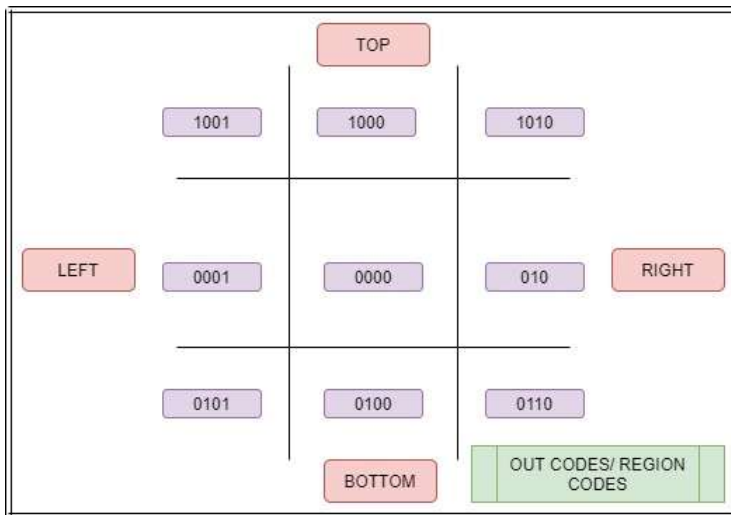 TOP
1001 1000 1010
LEFT 0001 0000 010 RIGHT
0101 0100 0110
BOTTOM
OUT CODES/ REGION
CODES